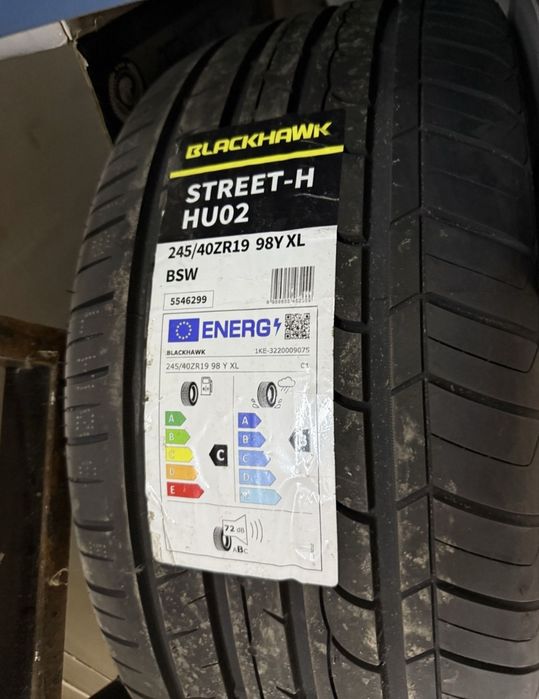 BLACKHAWK
STREET-H
HU02
245/40ZR19 98Y XL
BSW
5546299
ENERG
BLACKHAWK
1KE-3220009075
245/40ZR19 98 Y XL
C1
A
B
C
D
E
C
A
B
C
D
B
72 dB
ABC